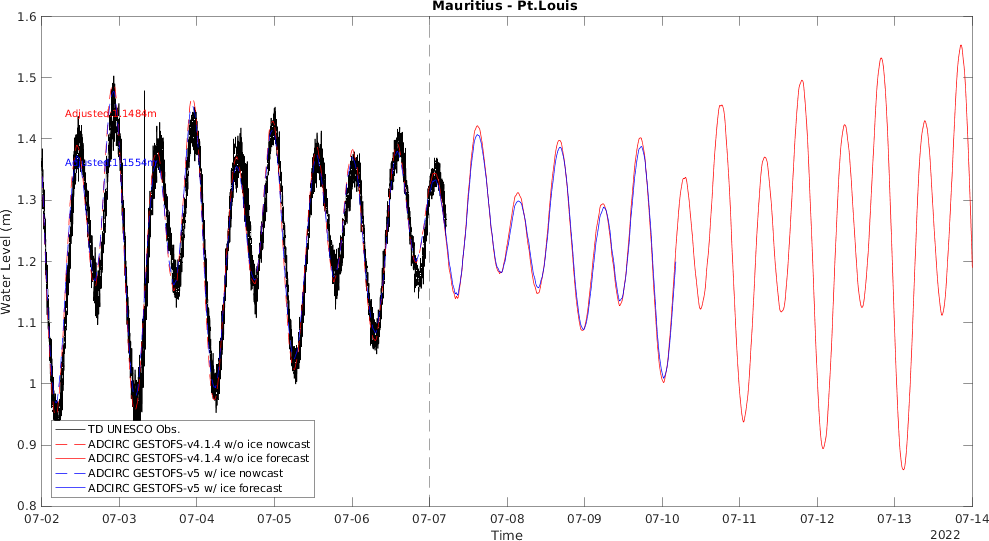 Mauritius - Pt.Louis
1.6
1.5
1.4
1.3
1.2
1.1
1
0.9
0.8
Water Level (m)
Adjusted 1.1484m
Adjusted 1.1554m
TD UNESCO Obs.
ADCIRC GESTOFS-v4.1.4 w/o ice nowcast
ADCIRC GESTOFS-v4.1.4 w/o ice forecast
ADCIRC GESTOFS-v5 w/ ice nowcast
ADCIRC GESTOFS-v5 w/ ice forecast
07-02 07-03 07-04 07-05 07-06 07-07 07-08 07-09 07-10 07-11 07-12 07-13 07-14
Time
2022